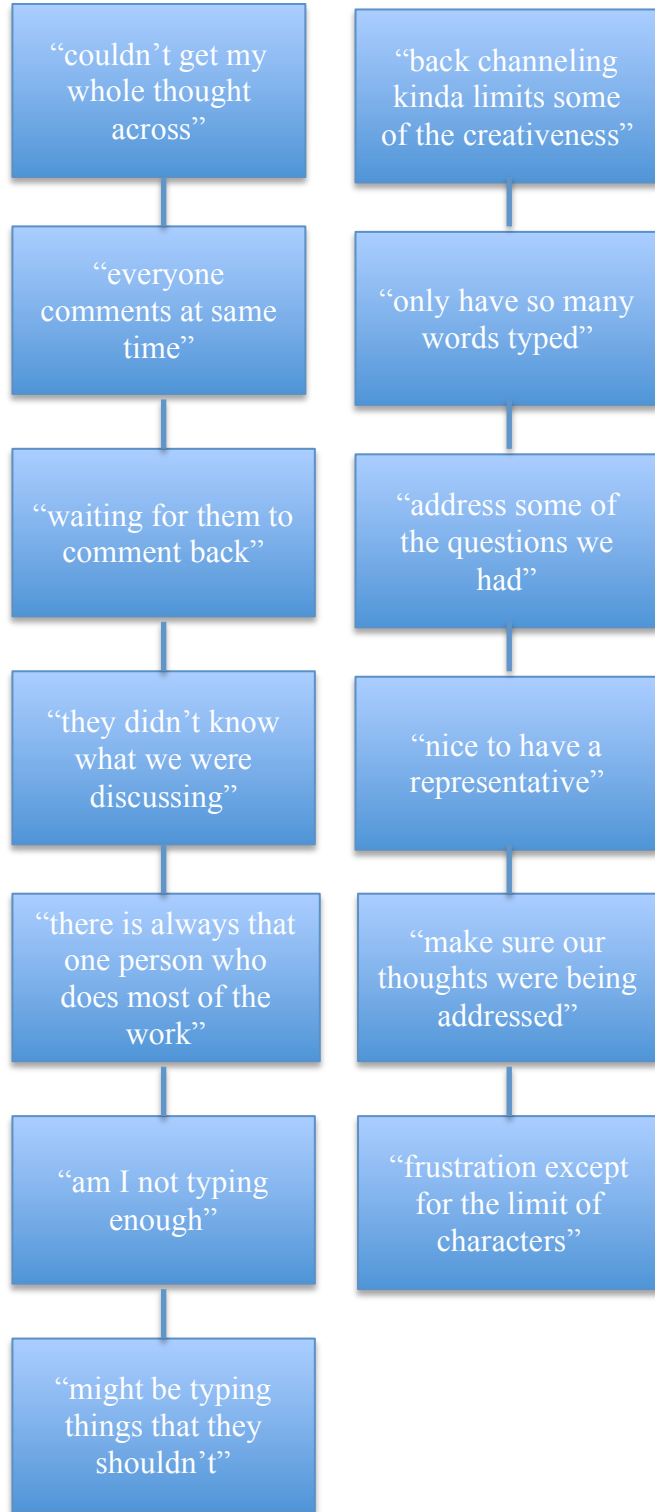 “couldn’t get my
whole thought
across”
“everyone
comments at same
time”
“waiting for them to
comment back”
“they didn’t know
what we were
discussing”
“there is always that
one person who
does most of the
work”
“am I not typing
enough”
“might be typing
things that they
shouldn’t”
“back channeling
kinda limits some
of the creativeness”
“only have so many
words typed”
“address some of
the questions we
had”
“nice to have a
representative”
“make sure our
thoughts were being
addressed”
“frustration except
for the limit of
characters”